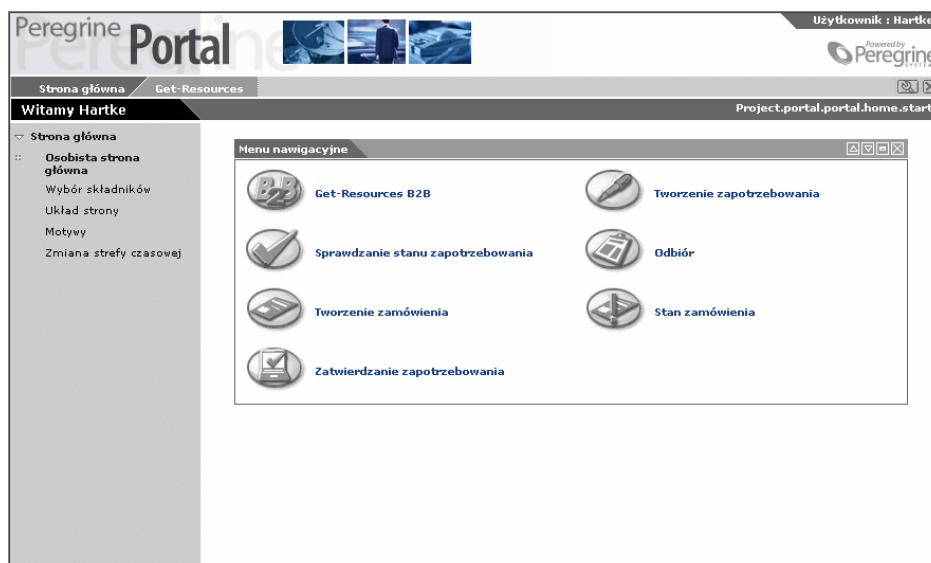 Peregrine Portal
Użytkownik : Hartke
Powered by
Peregrine
Strona główna
Get-Resources
Witamy Hartke
Project.portal.portal.home.start
Strona główna
Osobista strona
główna
Wybór składników
Układ strony
Motywy
Zmiana strefy czasowej
Menu nawigacyjne
Get-Resources B2B
Tworzenie zapotrzebowania
Sprawdzanie stanu zapotrzebowania
Odbiór
Tworzenie zamówienia
Stan zamówienia
Zatwierdzanie zapotrzebowania